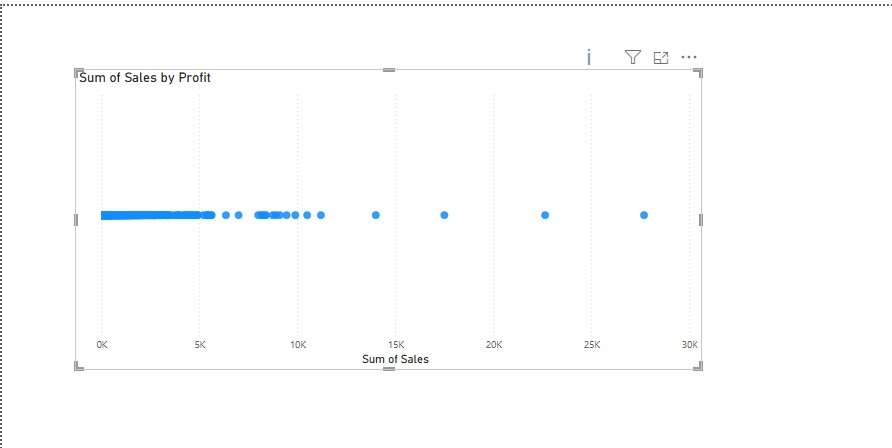 Sum of Sales by Profit
0K 5K 10K 15K 20K 25K 30K
Sum of Sales